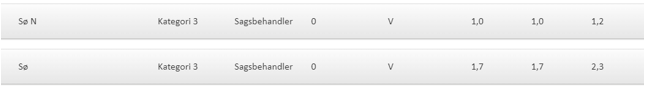 Sø N Kategori 3 Sagsbehandler 0 V 1,0 1,0 1,2
Sø Kategori 3 Sagsbehandler 0 V 1,7 1,7 2,3